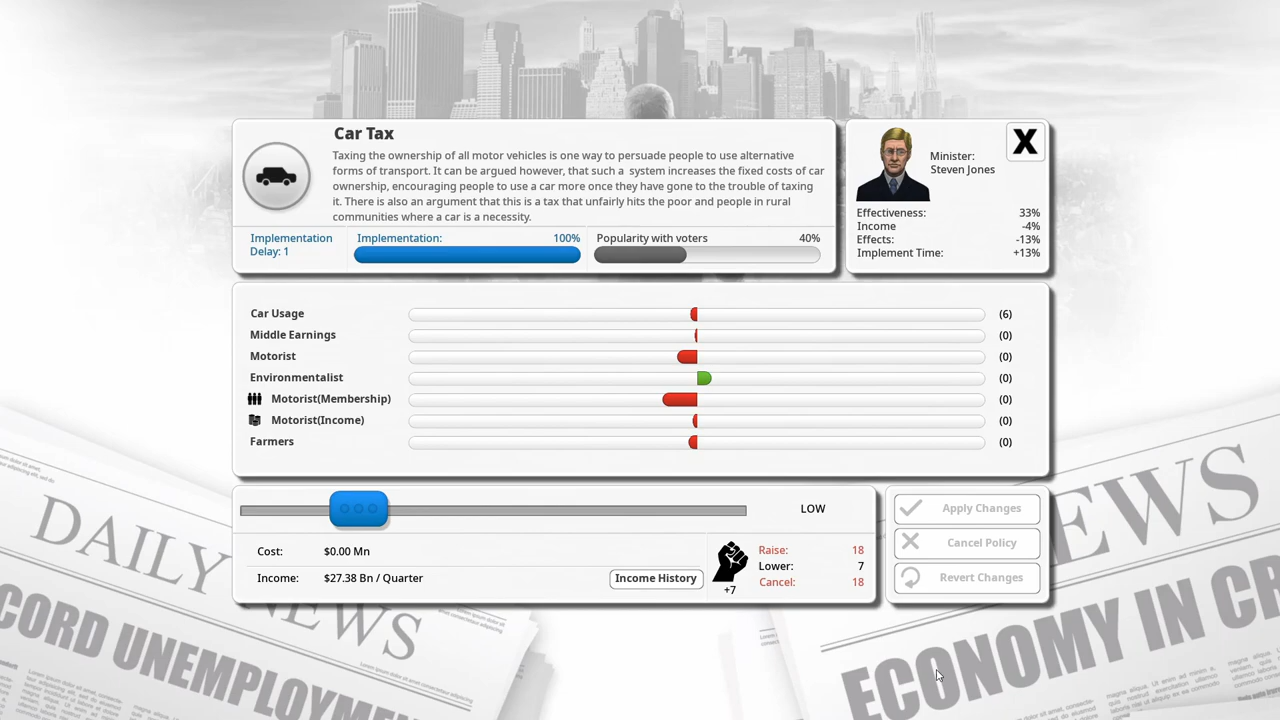 Car Tax
Taxing the ownership of all motor vehicles is one way to persuade people to use alternative
forms of transport. It can be argued however, that such a  system increases the fixed costs of car
ownership, encouraging people to use a car more once they have gone to the trouble of taxing
it. There is also an argument that this is a tax that unfairly hits the poor and people in rural
communities where a car is a necessity.
Implementation
Delay: 1
Implementation: 100%
Popularity with voters 40%
X
Minister:
Steven Jones
Effectiveness: 33%
Income -4%
Effects: -13%
Implement Time: +13%
Car Usage (6)
Middle Earnings (0)
Motorist (0)
Environmentalist (0)
Motorist(Membership) (0)
Motorist(Income) (0)
Farmers (0)
LOW
Cost: $0.00 Mn
Income: $27.38 Bn / Quarter
Income History
+7
Raise: 18
Lower: 7
Cancel: 18
Apply Changes
Cancel Policy
Revert Changes
DAILY NEWS
CORD UNEMPLOYM
NEWS
ECONOMY IN CR